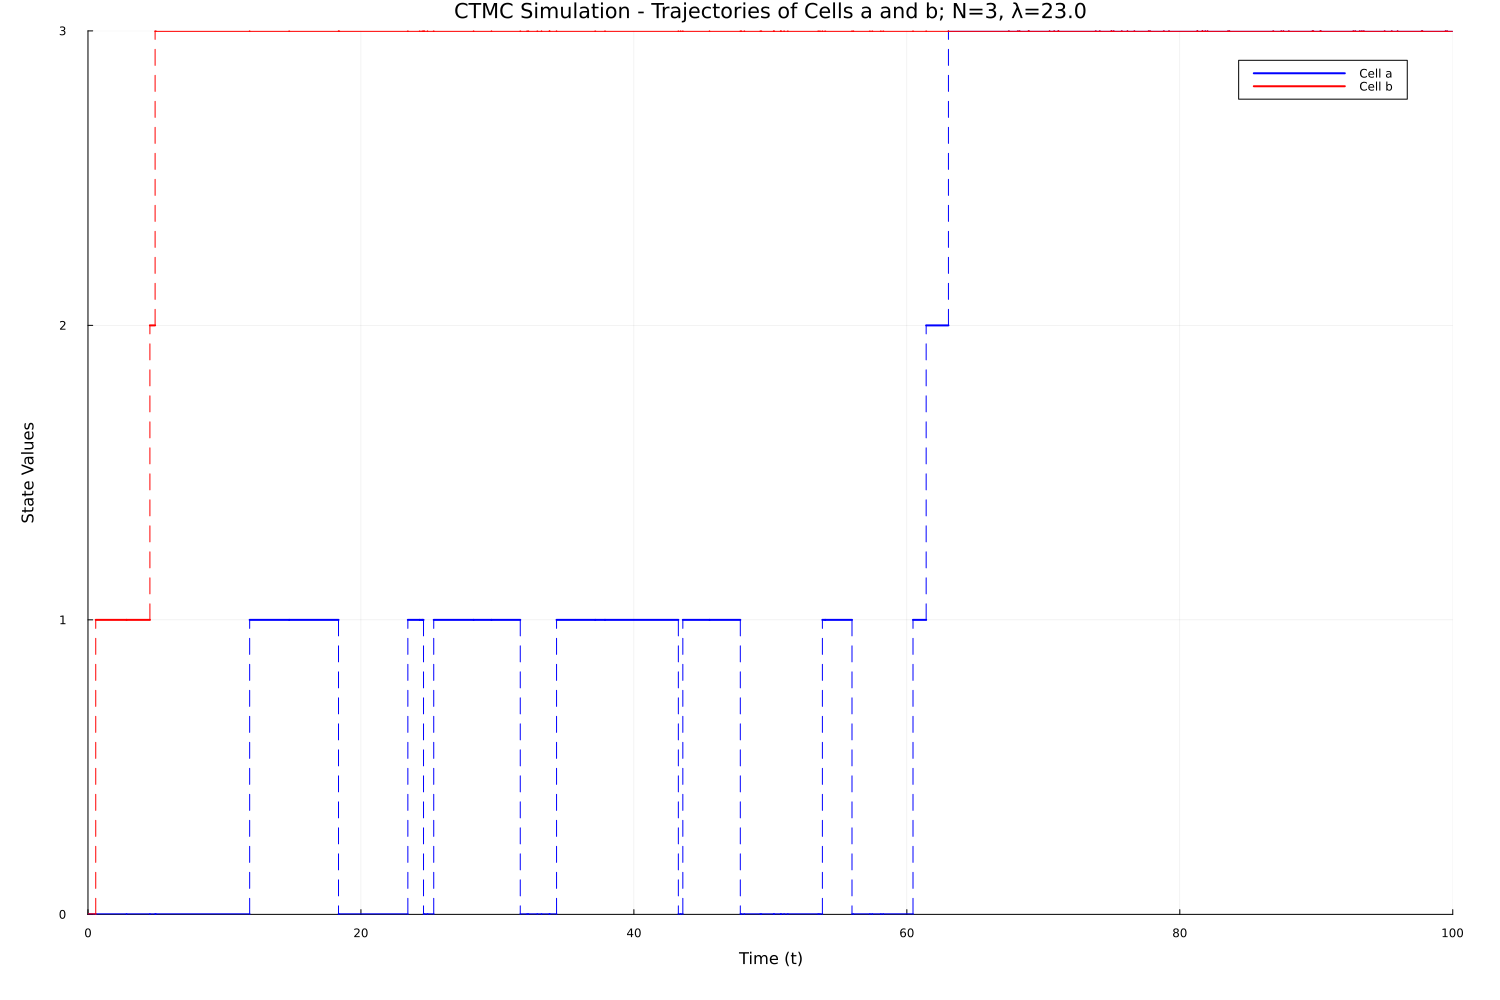 CTMC Simulation - Trajectories of Cells a and b; N=3, λ=23.0
3
Cell a
Cell b
2
State Values
1
0
0 20 40 60 80 100
Time (t)